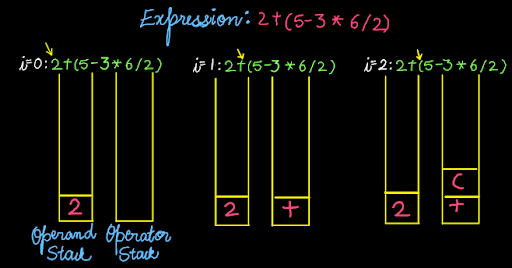 Expression: 2+(5-3*6/2)
i=0: 2+(5-3*6/2)
i=1: 2+(5-3*6/2)
i=2: 2+(5-3*6/2)
2
2
+
2
(
+
Operand Stack
Operator Stack